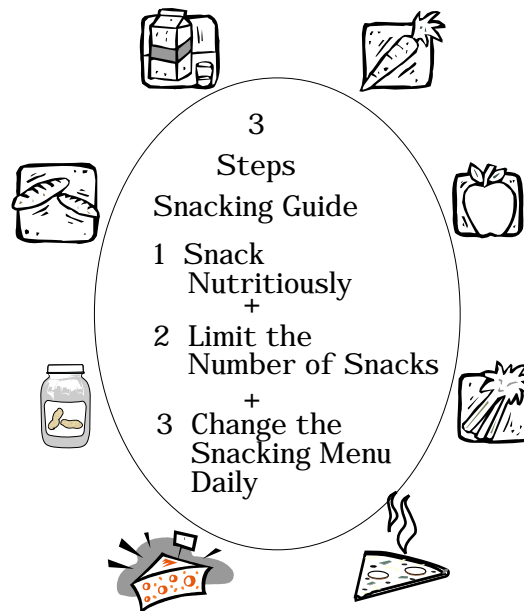 3
Steps
Snacking Guide
1 Snack
Nutritiously
+
2 Limit the
Number of Snacks
+
3 Change the
Snacking Menu
Daily